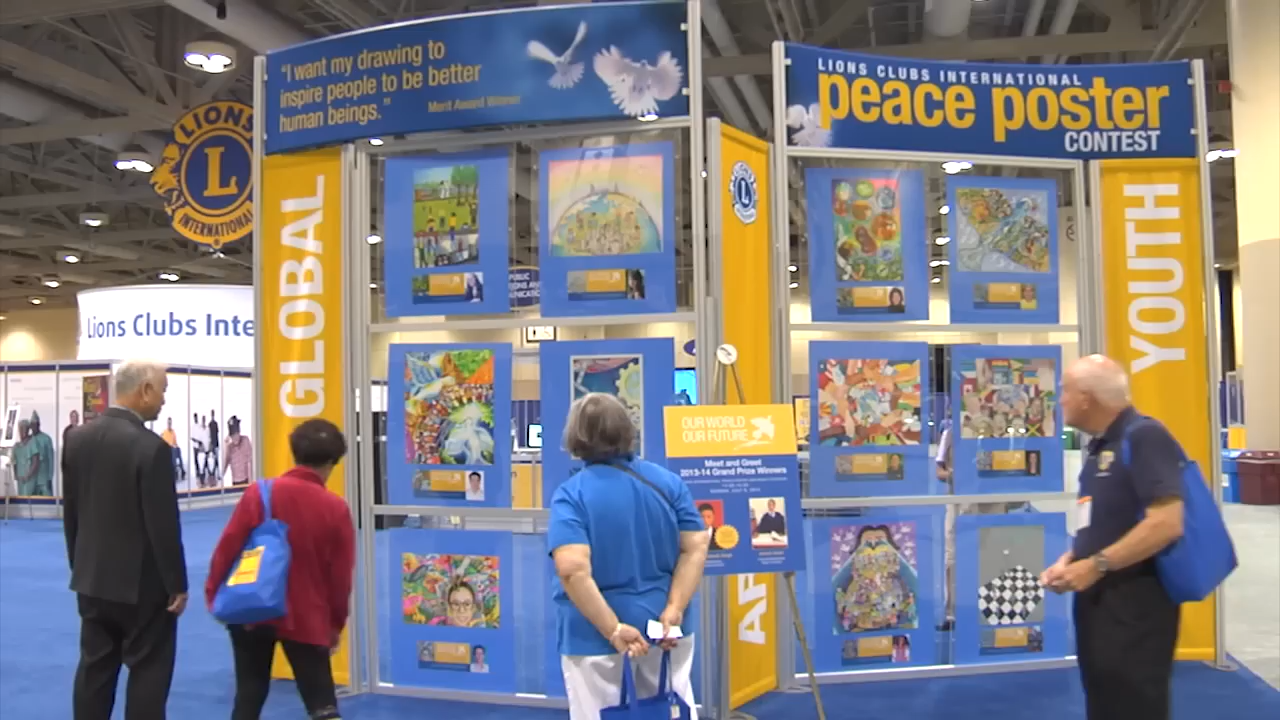 "I want my drawing to
inspire people to be better
human beings."
Merit Award Winner
LIONS CLUBS INTERNATIONAL
peace poster
CONTEST
LIONS
L
INTERNATIONAL
GLOBAL
YOUTH
Lions Clubs Inte
OUR WORLD
OUR FUTURE
Meet and Greet
2013-14 Grand Prize Winners
AR
PUBLIC